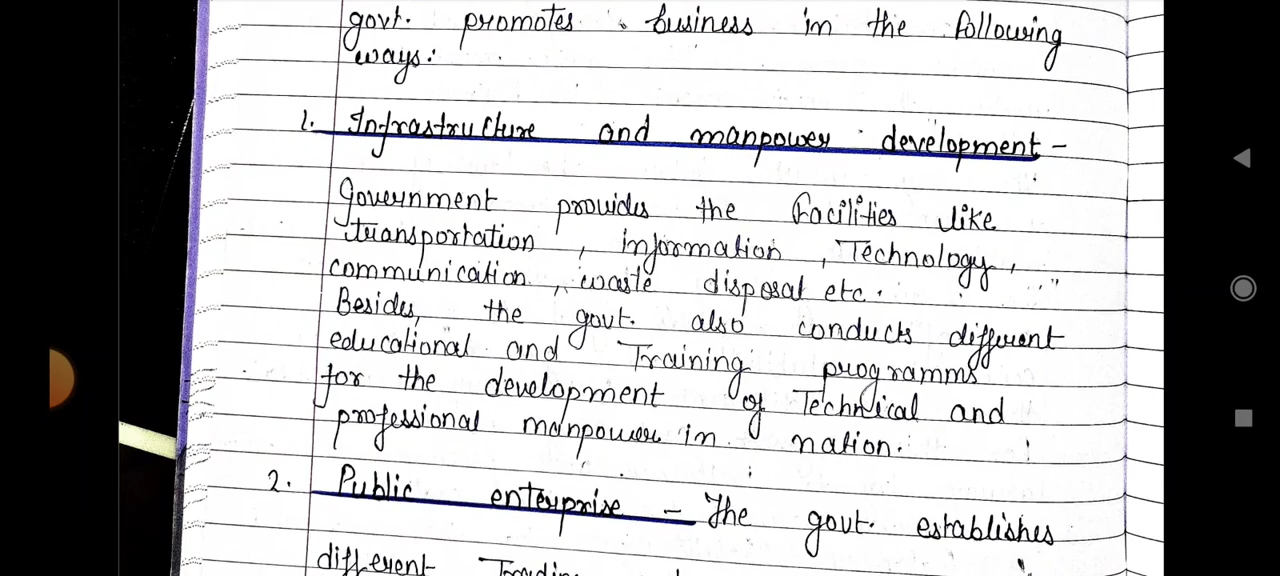 govt. promotes business in the following
ways:
1. Infrastructure and manpower development -
Government provides the facilities like
transportation, information, Technology,
communication, waste disposal etc.
Besides, the govt. also conducts different
educational and Training programms
for the development of Technical and
professional manpower in nation.
2. Public enterprise - The govt. establishes
different